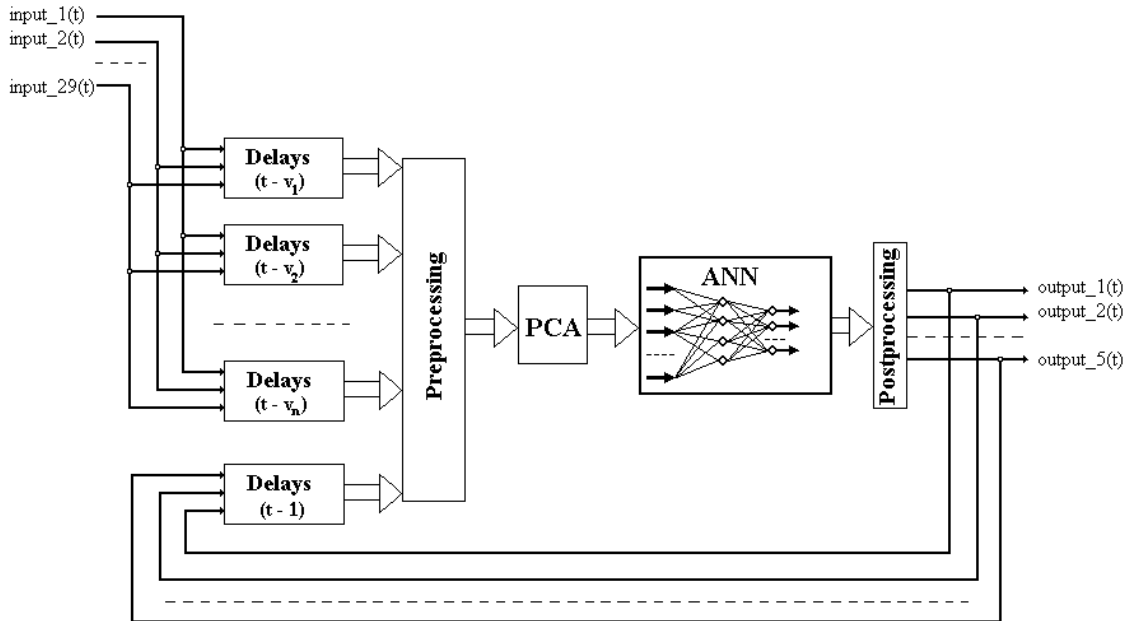 input_1(t)
input_2(t)
input_29(t)
Delays
(t - v1)
Delays
(t - v2)
Delays
(t - vn)
Delays
(t - 1)
Preprocessing
PCA
ANN
Postprocessing
output_1(t)
output_2(t)
output_5(t)